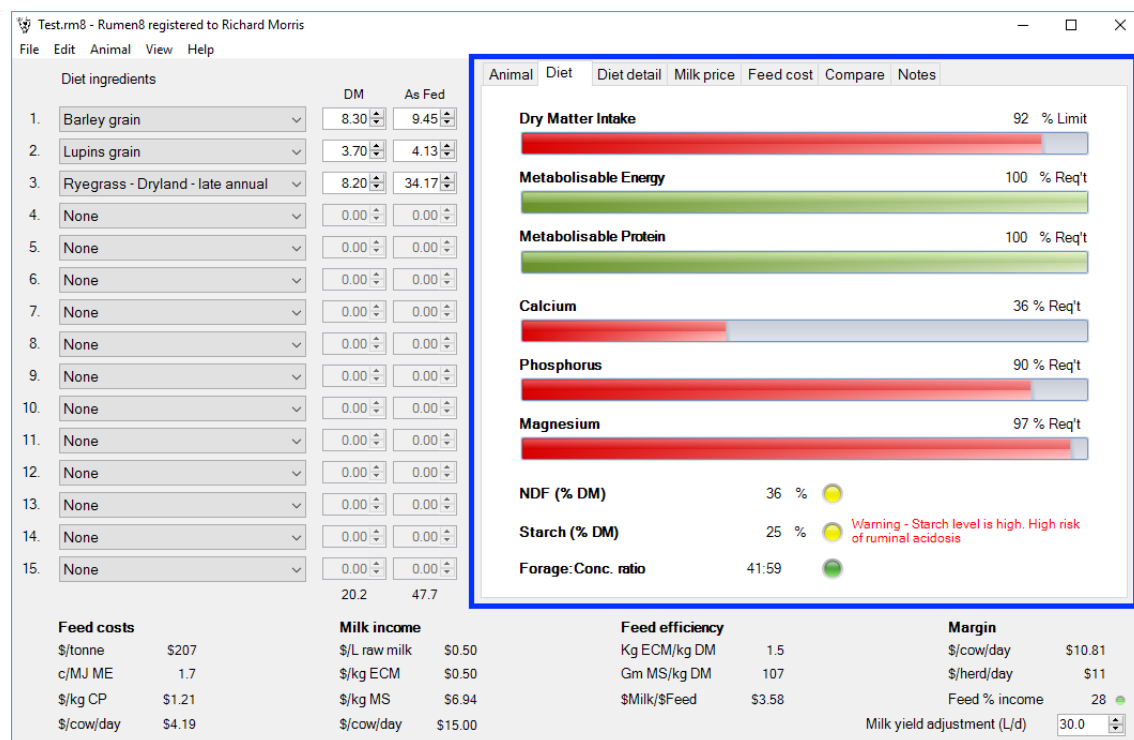 Test.rm8 - Rumen8 registered to Richard Morris
File Edit Animal View Help
Diet ingredients
DM As Fed
1. Barley grain 8.30 9.45
2. Lupins grain 3.70 4.13
3. Ryegrass - Dryland - late annual 8.20 34.17
4. None 0.00 0.00
5. None 0.00 0.00
6. None 0.00 0.00
7. None 0.00 0.00
8. None 0.00 0.00
9. None 0.00 0.00
10. None 0.00 0.00
11. None 0.00 0.00
12. None 0.00 0.00
13. None 0.00 0.00
14. None 0.00 0.00
15. None 0.00 0.00
20.2 47.7
Animal Diet Diet detail Milk price Feed cost Compare Notes
Dry Matter Intake 92 % Limit
Metabolisable Energy 100 % Req't
Metabolisable Protein 100 % Req't
Calcium 36 % Req't
Phosphorus 90 % Req't
Magnesium 97 % Req't
NDF (% DM) 36 %
Starch (% DM) 25 % Warning - Starch level is high. High risk
of ruminal acidosis
Forage:Conc. ratio 41:59
Feed costs
$/tonne $207
c/MJ ME 1.7
$/kg CP $1.21
$/cow/day $4.19
Milk income
$/L raw milk $0.50
$/kg ECM $0.50
$/kg MS $6.94
$/cow/day $15.00
Feed efficiency
Kg ECM/kg DM 1.5
Gm MS/kg DM 107
$Milk/$Feed $3.58
Margin
$/cow/day $10.81
$/herd/day $11
Feed % income 28
Milk yield adjustment (L/d) 30.0